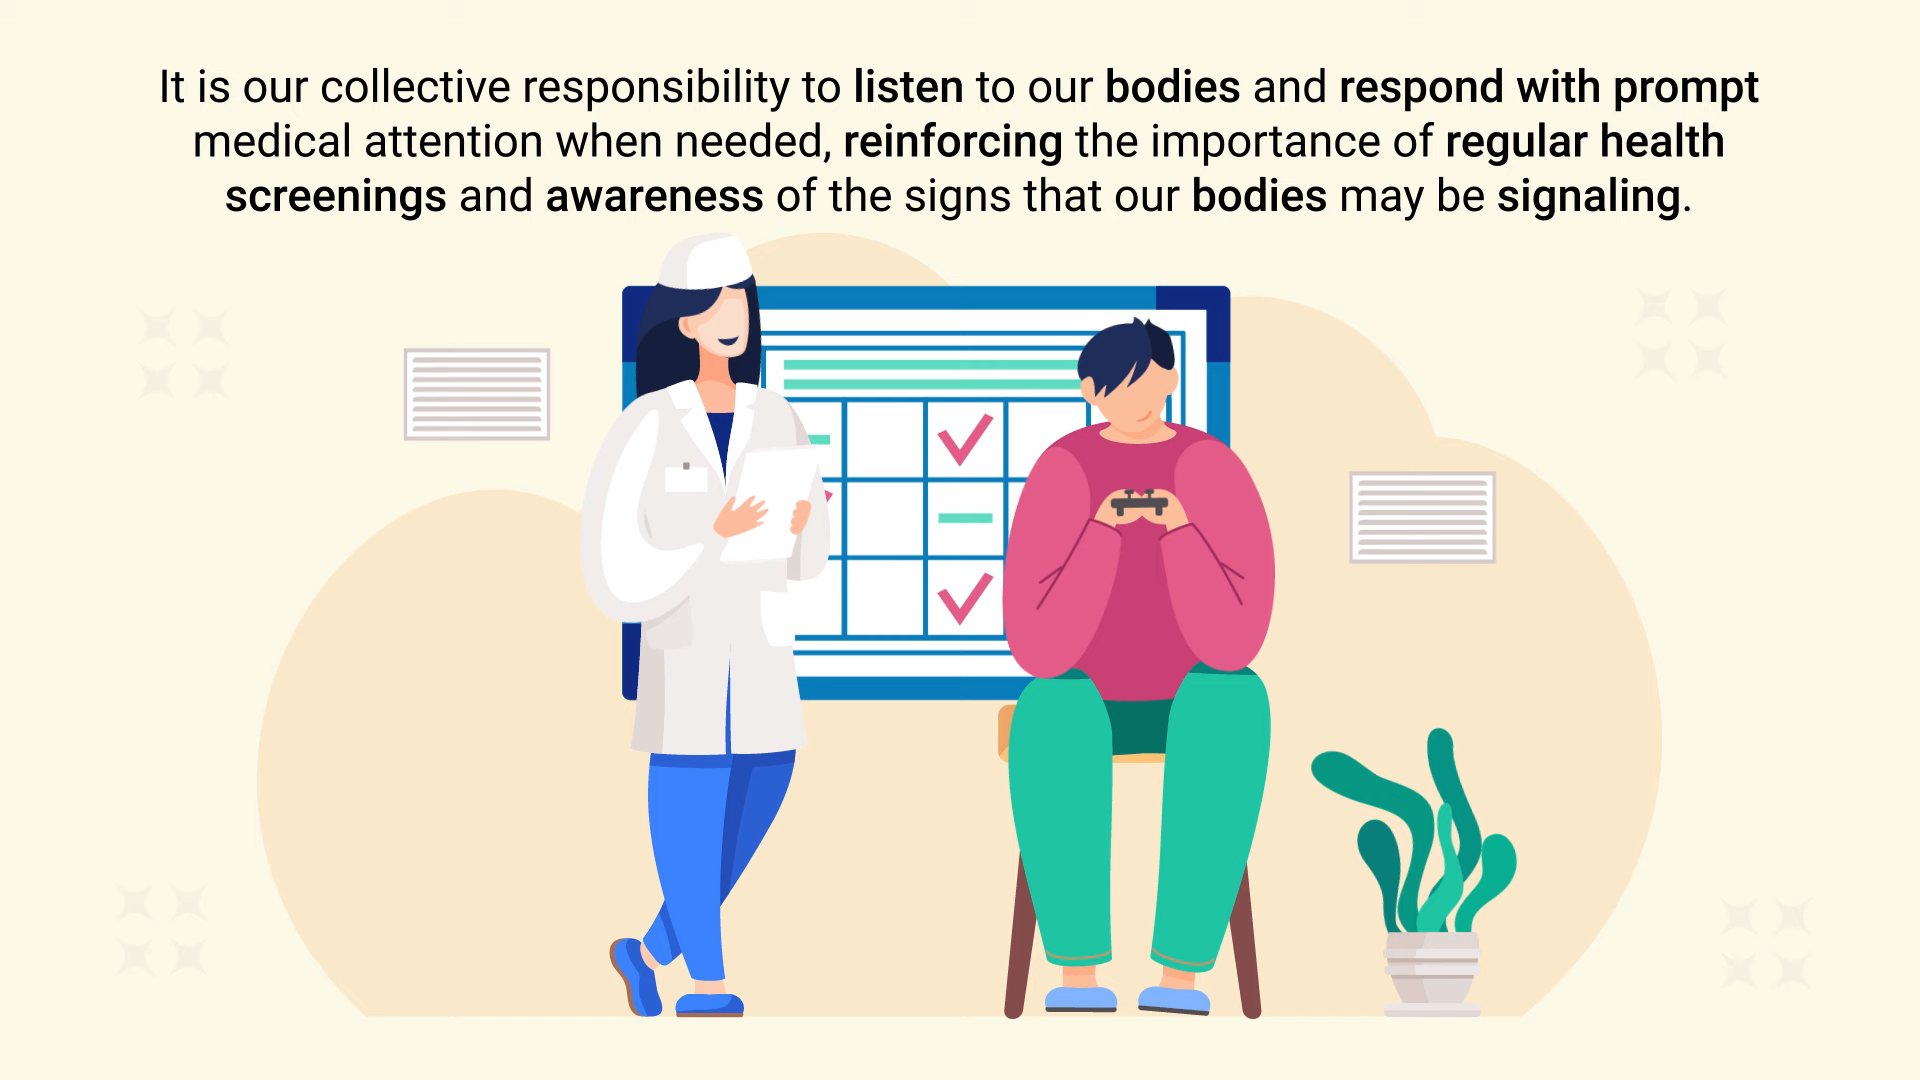 It is our collective responsibility to listen to our bodies and respond with prompt
medical attention when needed, reinforcing the importance of regular health
screenings and awareness of the signs that our bodies may be signaling.